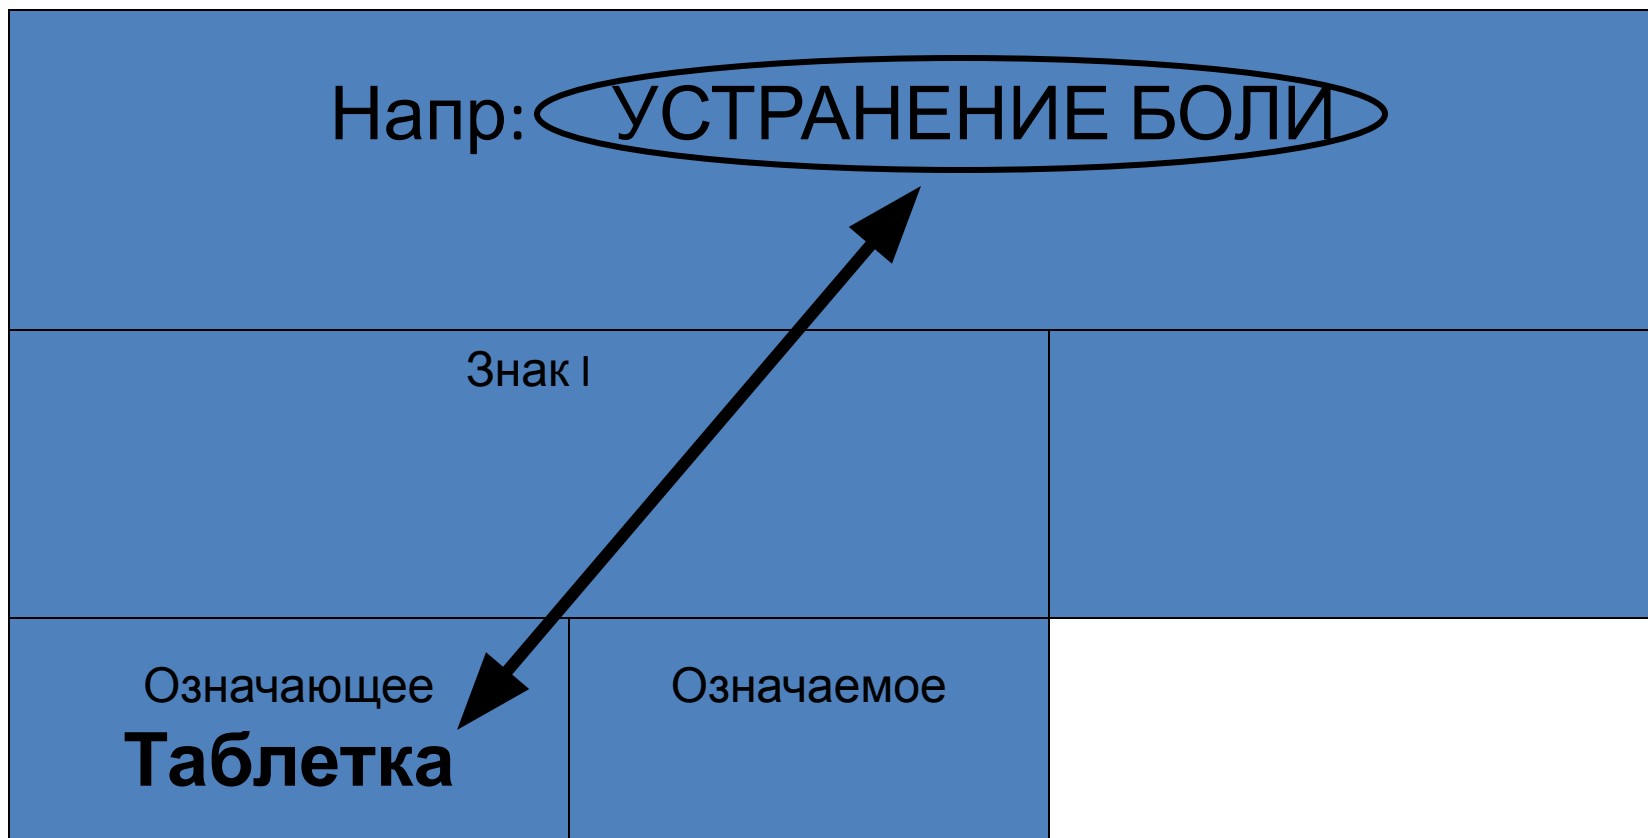 Напр: УСТРАНЕНИЕ БОЛИ
Знак I
Означающее
Таблетка
Означаемое